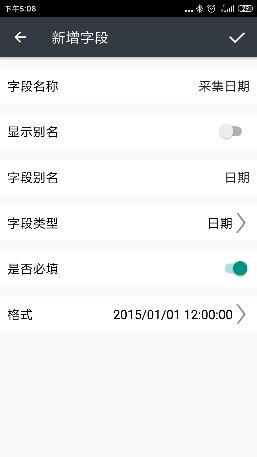 下午5:08
新增字段
字段名称 采集日期
显示别名
字段别名 日期
字段类型 日期
是否必填
格式 2015/01/01 12:00:00